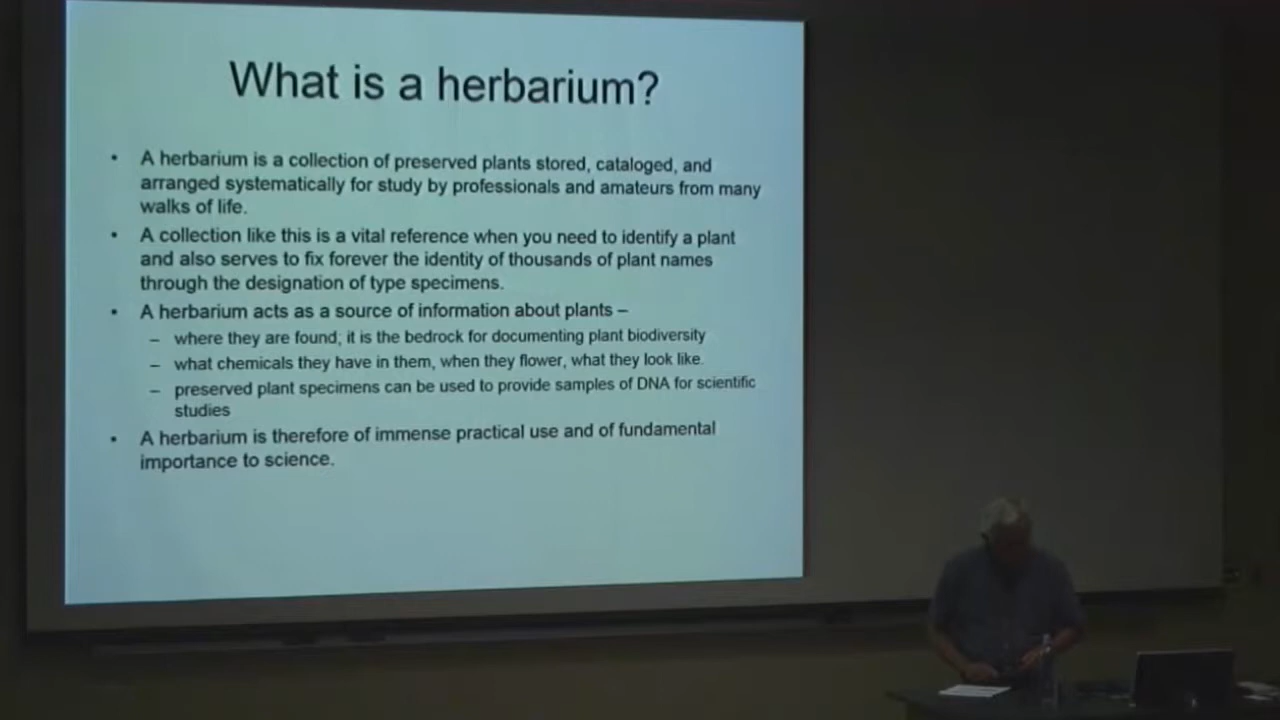 What is a herbarium?
• A herbarium is a collection of preserved plants stored, cataloged, and
arranged systematically for study by professionals and amateurs from many
walks of life.
• A collection like this is a vital reference when you need to identify a plant
and also serves to fix forever the identity of thousands of plant names
through the designation of type specimens.
• A herbarium acts as a source of information about plants –
– where they are found; it is the bedrock for documenting plant biodiversity
– what chemicals they have in them, when they flower, what they look like.
– preserved plant specimens can be used to provide samples of DNA for scientific
studies
• A herbarium is therefore of immense practical use and of fundamental
importance to science.